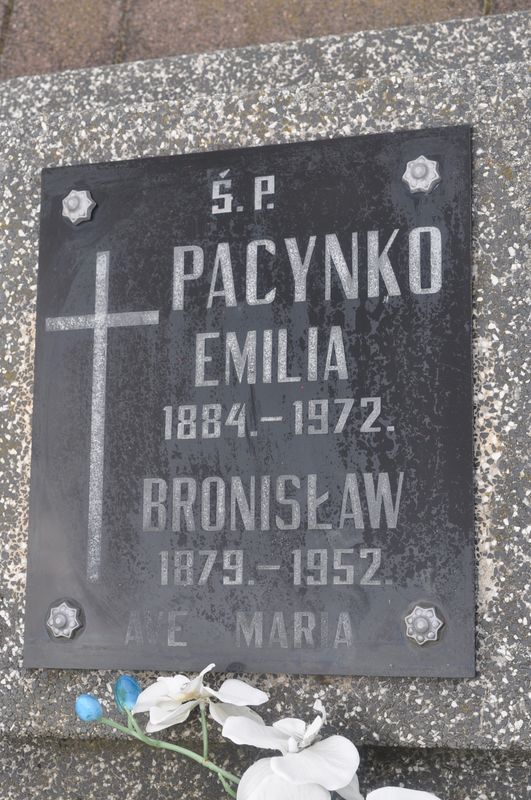 Ś. P.
PACYNKO
EMILIA
1884.-1972.
BRONISŁAW
1879.-1952.
AVE MARIA